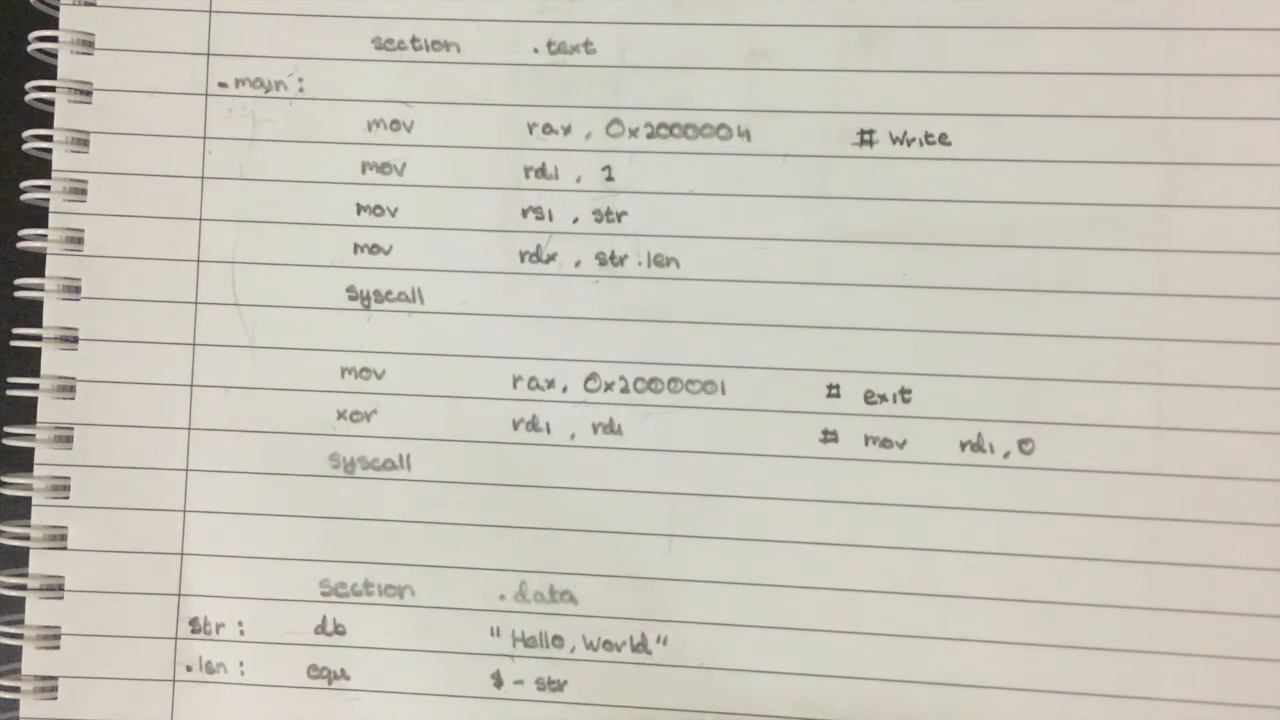 section .text
_main:
mov rax, 0x2000004 # write
mov rdi, 1
mov rsi, str
mov rdx, str.len
syscall
mov rax, 0x2000001 # exit
xor rdi, rdi # mov rdi, 0
syscall
section .data
str: db "Hello, World"
.len: equ $ - str